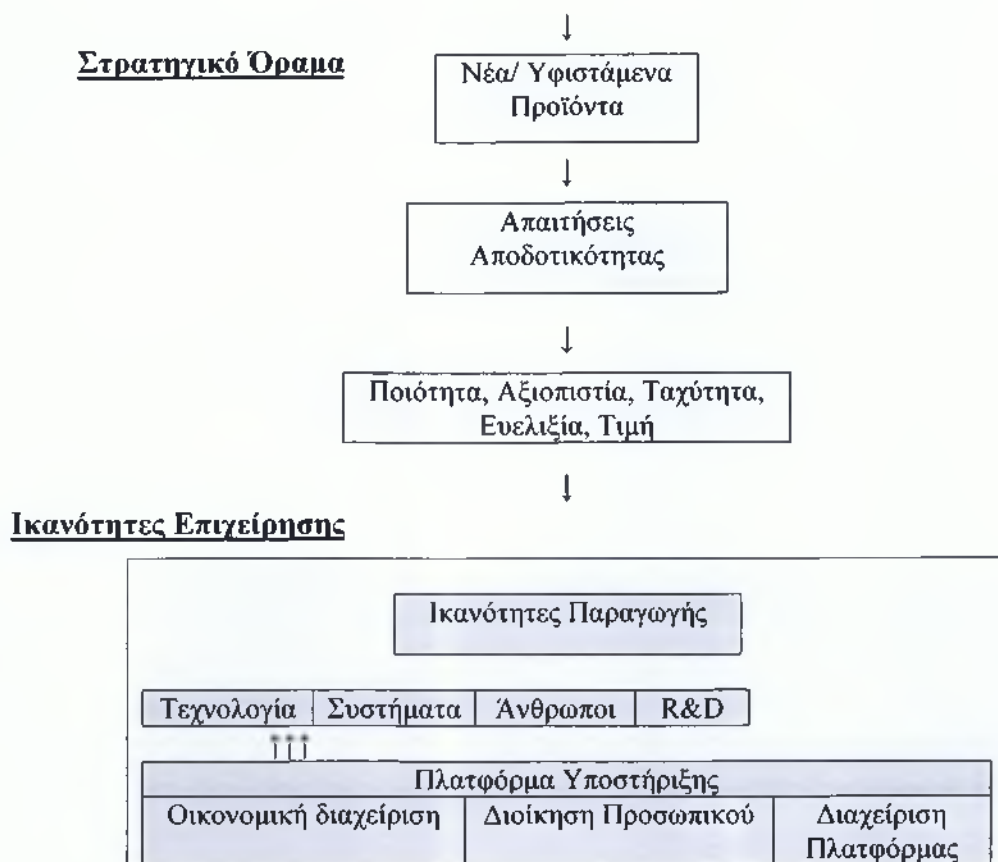 Στρατηγικό Όραμα
Νέα/ Υφιστάμενα
Προϊόντα
Απαιτήσεις
Αποδοτικότητας
Ποιότητα, Αξιοπιστία, Ταχύτητα,
Ευελιξία, Τιμή
Ικανότητες Επιχείρησης
Ικανότητες Παραγωγής
Τεχνολογία Συστήματα Άνθρωποι R&D
Πλατφόρμα Υποστήριξης
Οικονομική διαχείριση Διοίκηση Προσωπικού Διαχείριση
Πλατφόρμας